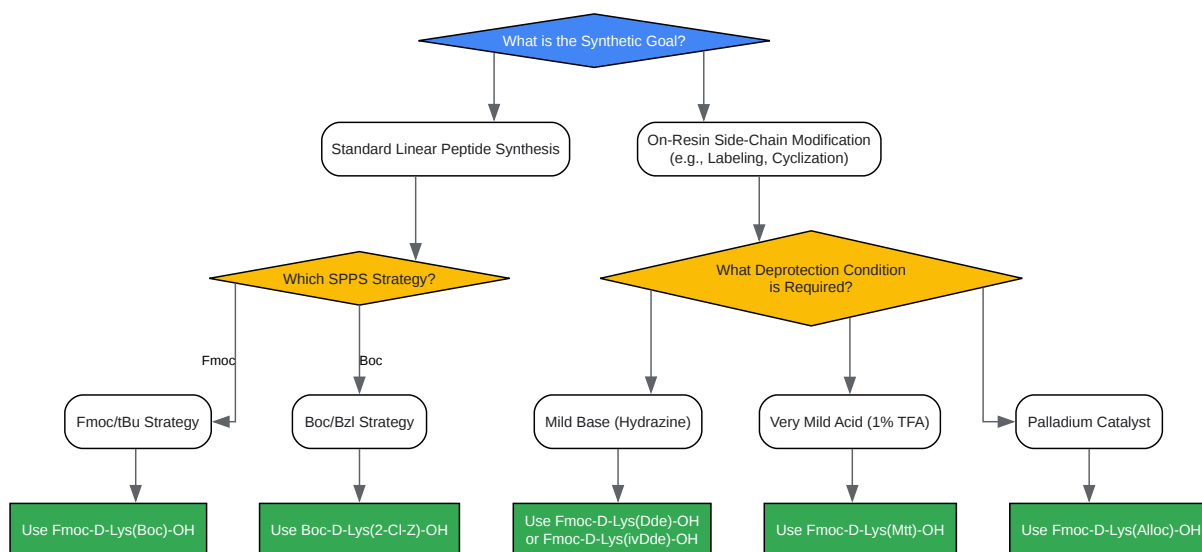 What is the Synthetic Goal?
Standard Linear Peptide Synthesis
On-Resin Side-Chain Modification
(e.g., Labeling, Cyclization)
Which SPPS Strategy?
What Deprotection Condition
is Required?
Fmoc
Boc
Fmoc/tBu Strategy
Boc/Bzl Strategy
Mild Base (Hydrazine)
Very Mild Acid (1% TFA)
Palladium Catalyst
Use Fmoc-D-Lys(Boc)-OH
Use Boc-D-Lys(2-Cl-Z)-OH
Use Fmoc-D-Lys(Dde)-OH
or Fmoc-D-Lys(ivDde)-OH
Use Fmoc-D-Lys(Mtt)-OH
Use Fmoc-D-Lys(Alloc)-OH